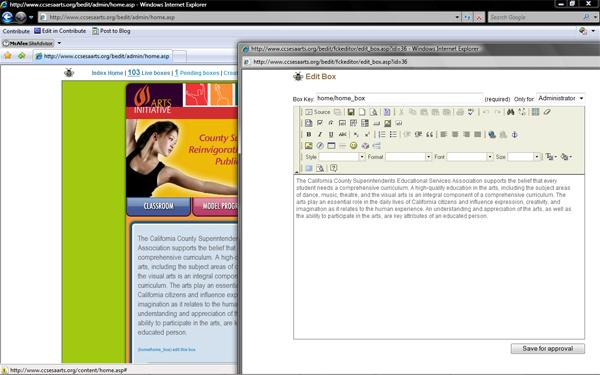 http://www.ccsesaarts.org/bedit/admin/home.asp - Windows Internet Explorer
http://www.ccsesaarts.org/bedit/admin/home.asp
Search Google
Contribute Edit in Contribute Post to Blog
McAfee SiteAdvisor
http://www.ccsesaarts.org/bedit/admin/home.asp
Index Home | 103 Live boxes | 1 Pending boxes |
ARTS
INITIATIVE
County Su
Reinvigorati
Public
CLASSROOM
MODEL PROGR
The California County Superintenden
Association supports the belief that
comprehensive curriculum. A high-q
arts, including the subject areas of
the visual arts is an integral compo
curriculum. The arts play an essenti
California citizens and influence exp
imagination as it relates to the huma
understanding and appreciation of th
ability to participate in the arts, are k
educated person.
(home/home_box) edit this box
http://www.ccsesaarts.org/content/home.asp#
http://www.ccsesaarts.org/bedit/fckeditor/edit_box.asp?id=36 - Windows Internet Explorer
http://www.ccsesaarts.org/bedit/fckeditor/edit_box.asp?id=36
Edit Box
Box Key: home/home_box (required) Only for: Administrator
Source
B I U ABC
Style Format Font Size
The California County Superintendents Educational Services Association supports the belief that every
student needs a comprehensive curriculum. A high-quality education in the arts, including the subject areas
of dance, music, theatre, and the visual arts is an integral component of a comprehensive curriculum. The
arts play an essential role in the daily lives of California citizens and influence expression, creativity, and
imagination as it relates to the human experience. An understanding and appreciation of the arts, as well as
the ability to participate in the arts, are key attributes of an educated person.
Save for approval